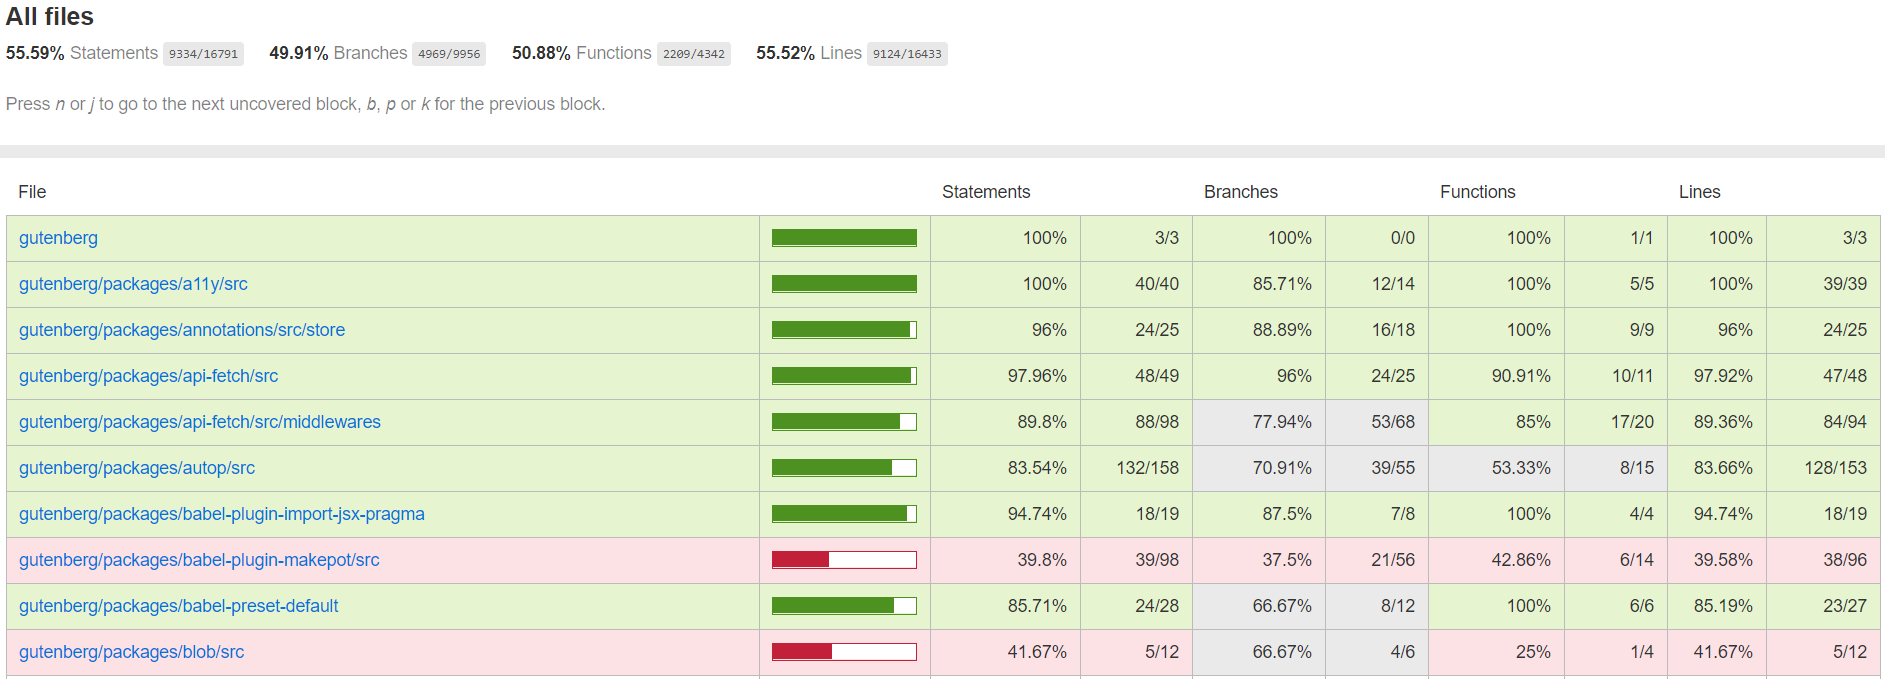 All files
55.59% Statements 9334/16791 49.91% Branches 4969/9956 50.88% Functions 2209/4342 55.52% Lines 9124/16433
Press n or j to go to the next uncovered block, b, p or k for the previous block.
File Statements Branches Functions Lines
gutenberg 100% 3/3 100% 0/0 100% 1/1 100% 3/3
gutenberg/packages/a11y/src 100% 40/40 85.71% 12/14 100% 5/5 100% 39/39
gutenberg/packages/annotations/src/store 96% 24/25 88.89% 16/18 100% 9/9 96% 24/25
gutenberg/packages/api-fetch/src 97.96% 48/49 96% 24/25 90.91% 10/11 97.92% 47/48
gutenberg/packages/api-fetch/src/middlewares 89.8% 88/98 77.94% 53/68 85% 17/20 89.36% 84/94
gutenberg/packages/autop/src 83.54% 132/158 70.91% 39/55 53.33% 8/15 83.66% 128/153
gutenberg/packages/babel-plugin-import-jsx-pragma 94.74% 18/19 87.5% 7/8 100% 4/4 94.74% 18/19
gutenberg/packages/babel-plugin-makepot/src 39.8% 39/98 37.5% 21/56 42.86% 6/14 39.58% 38/96
gutenberg/packages/babel-preset-default 85.71% 24/28 66.67% 8/12 100% 6/6 85.19% 23/27
gutenberg/packages/blob/src 41.67% 5/12 66.67% 4/6 25% 1/4 41.67% 5/12